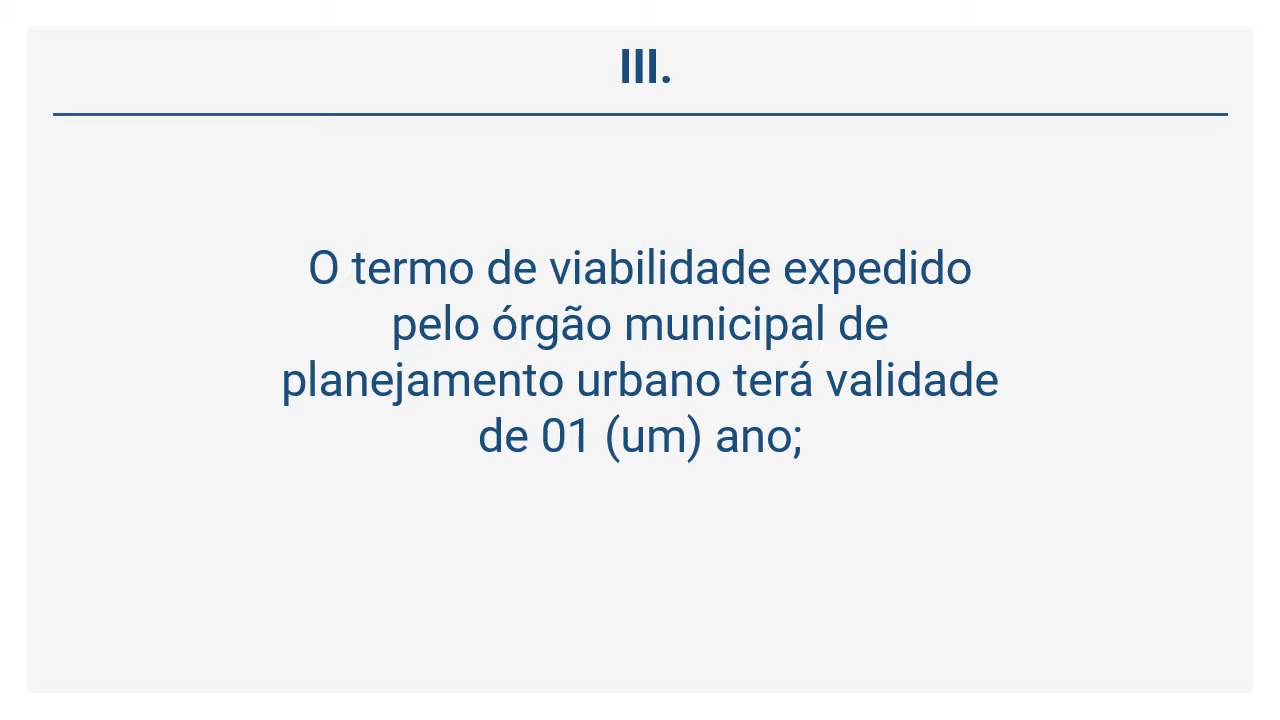 III.
O termo de viabilidade expedido
pelo órgão municipal de
planejamento urbano terá validade
de 01 (um) ano;